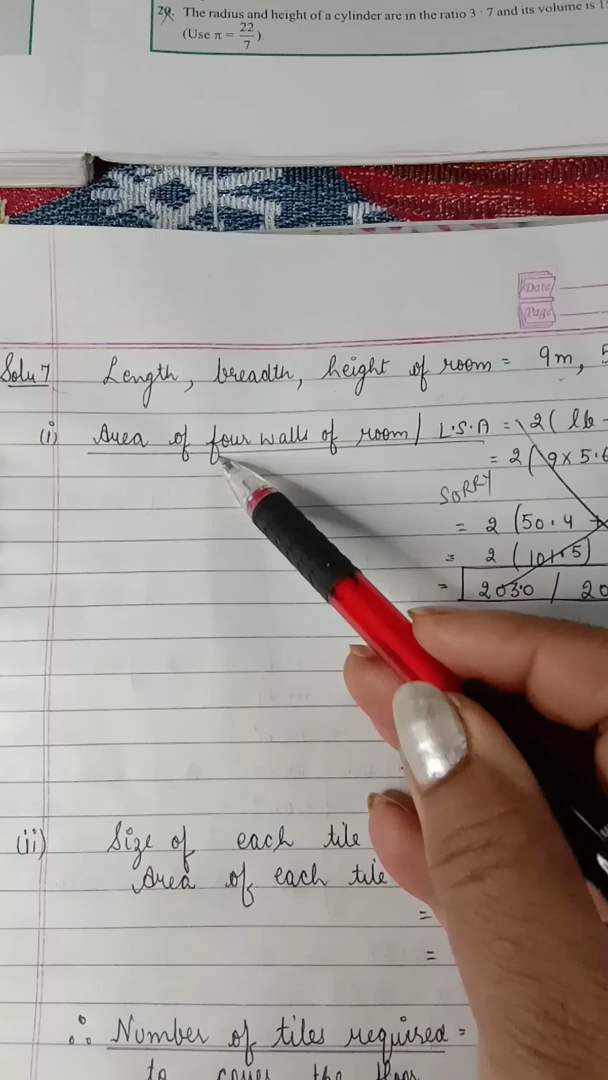 20. The radius and height of a cylinder are in the ratio 3 : 7 and its volume is
(Use π = 22/7).
Date
Page
Solu 7 Length, breadth, height of room = 9m, 5
(i) Area of four walls of room / L.S.A = 2( lb
= 2 ( 9 x 5.6
SORRY
= 2 (50.4 +
= 2 (101.5)
= 203.0 / 20
(ii) Size of each tile
Area of each tile
=
=
∴ Number of tiles required =
to cover the floor